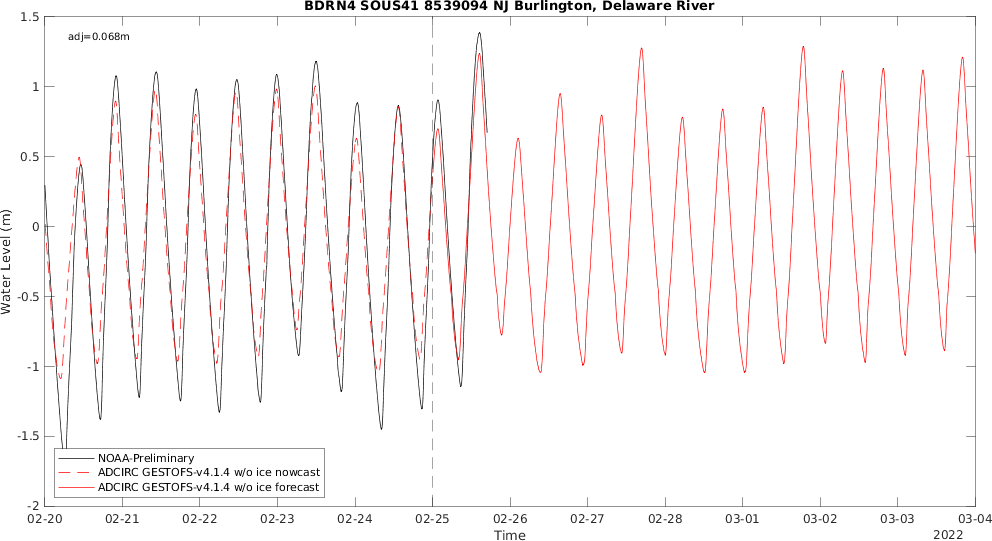 BDRN4 SOUS41 8539094 NJ Burlington, Delaware River
adj=0.068m
1.5
1
0.5
0
-0.5
-1
-1.5
-2
Water Level (m)
NOAA-Preliminary
ADCIRC GESTOFS-v4.1.4 w/o ice nowcast
ADCIRC GESTOFS-v4.1.4 w/o ice forecast
02-20 02-21 02-22 02-23 02-24 02-25 02-26 02-27 02-28 03-01 03-02 03-03 03-04
Time
2022